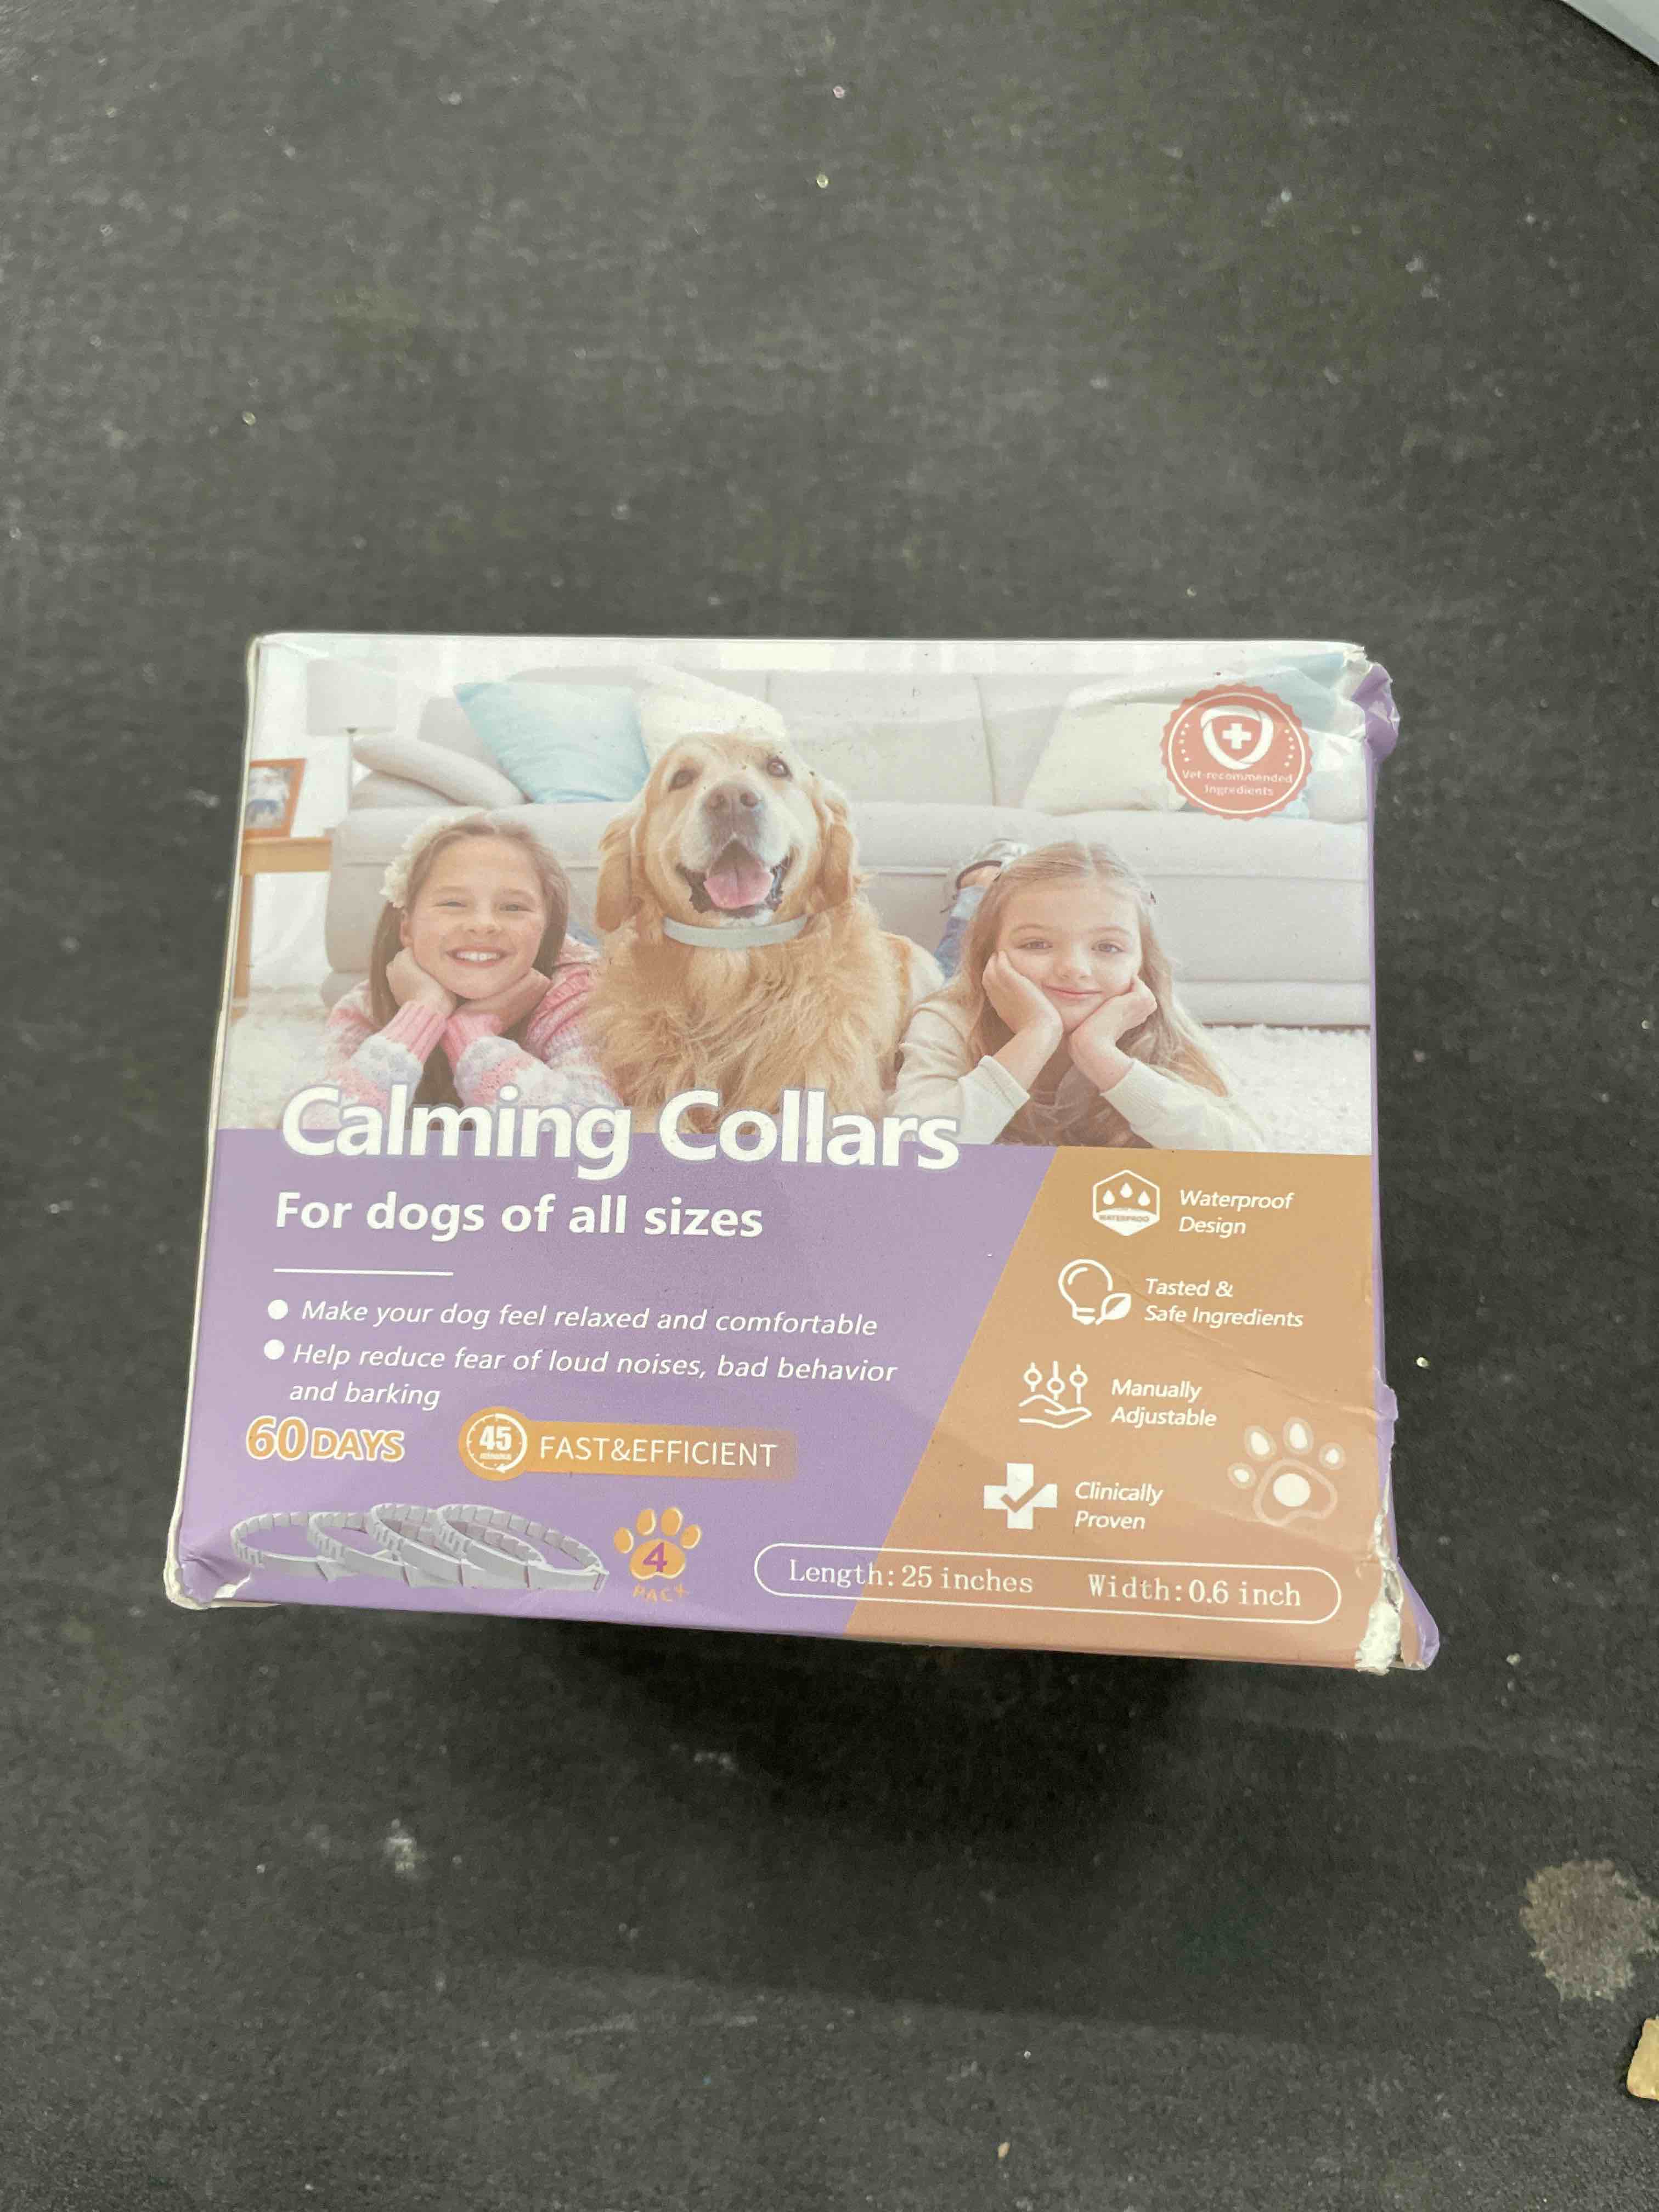 Vet-recommended
Ingredients
Calming Collars
For dogs of all sizes
Make your dog feel relaxed and comfortable
Help reduce fear of loud noises, bad behavior
and barking
60 DAYS
45
FAST&EFFICIENT
4
PACK
Waterproof
Design
WATERPROO
Tasted &
Safe Ingredients
Manually
Adjustable
Clinically
Proven
Length: 25 inches Width: 0.6 inch